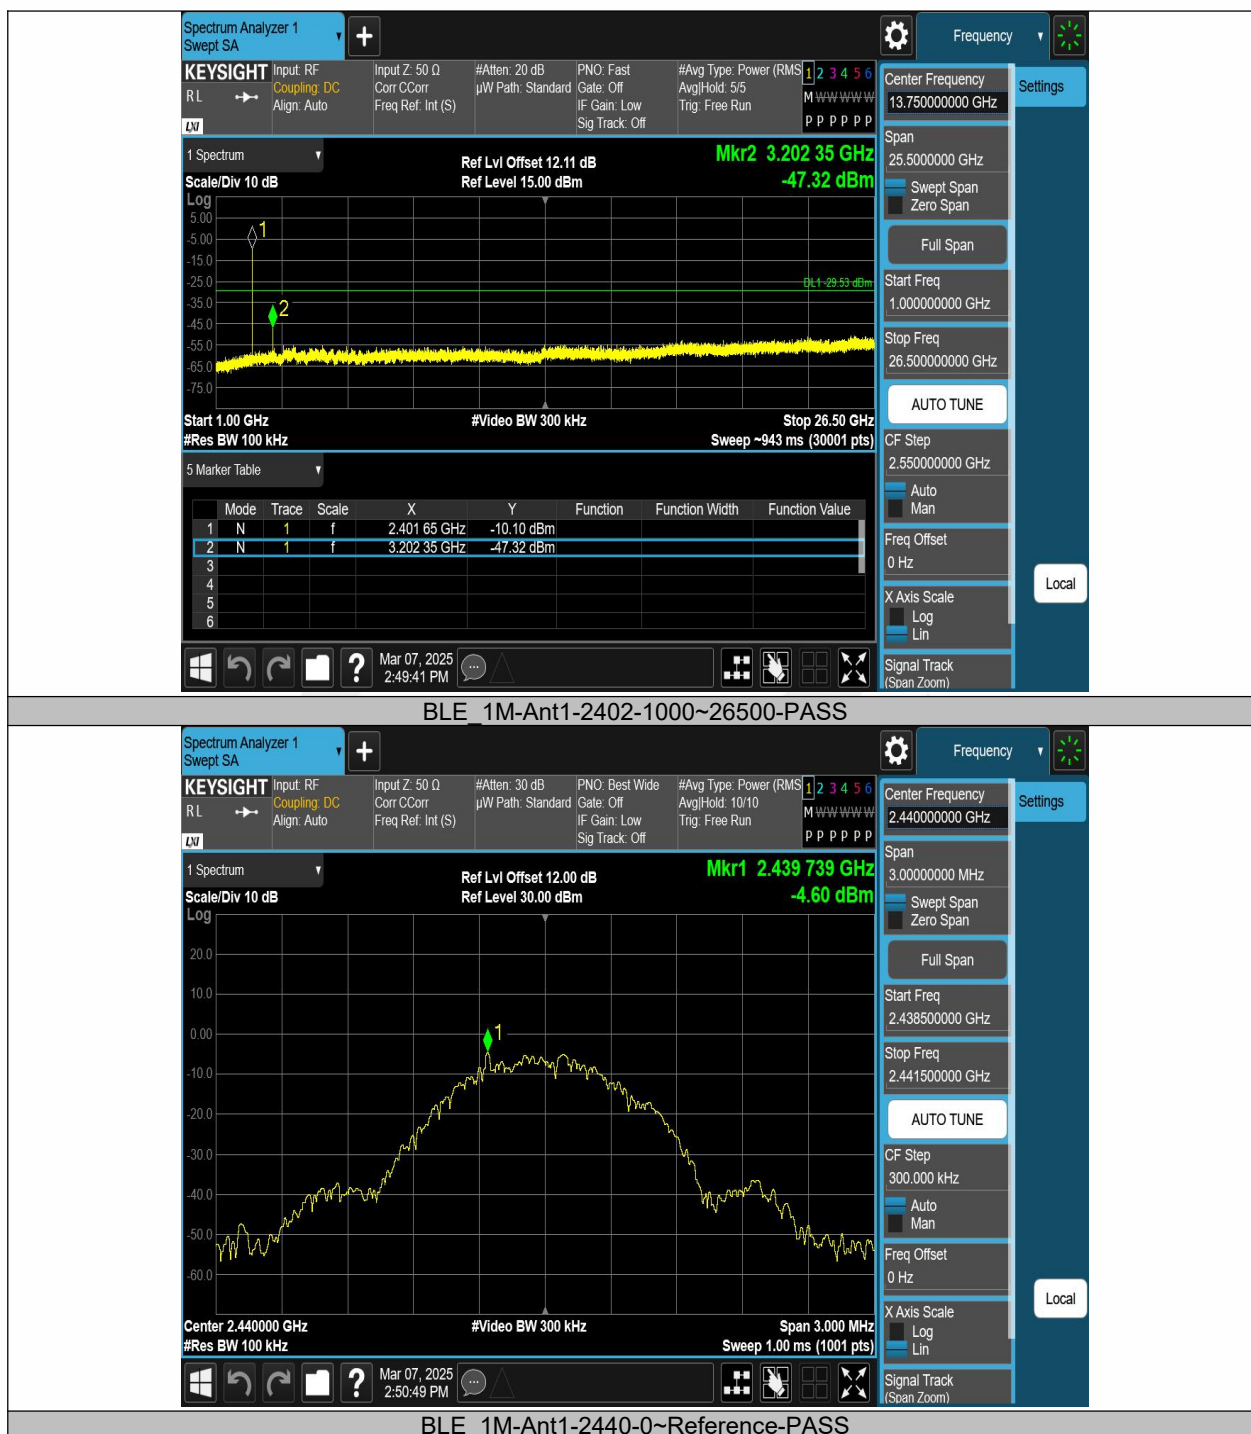 Spectrum Analyzer 1
Swept SA
Frequency
KEYSIGHT
Input: RF
Coupling: DC
Align: Auto
Input Z: 50 Ω
Corr CCorr
Freq Ref: Int (S)
#Atten: 20 dB
µW Path: Standard
PNO: Fast
Gate: Off
IF Gain: Low
Sig Track: Off
#Avg Type: Power (RMS
Avg|Hold: 5/5
Trig: Free Run
1 2 3 4 5 6
M W W W W W
P P P P P P
R L
LXI
1 Spectrum
Scale/Div 10 dB
Ref Lvl Offset 12.11 dB
Ref Level 15.00 dBm
Mkr2 3.202 35 GHz
-47.32 dBm
Log
5.00
-5.00
-15.0
-25.0
-35.0
-45.0
-55.0
-65.0
-75.0
1
2
DL1 -29.53 dBm
Start 1.00 GHz
#Video BW 300 kHz
Stop 26.50 GHz
#Res BW 100 kHz
Sweep ~943 ms (30001 pts)
5 Marker Table
Mode Trace Scale X Y Function Function Width Function Value
1 N 1 f 2.401 65 GHz -10.10 dBm
2 N 1 f 3.202 35 GHz -47.32 dBm
3
4
5
6
?
Mar 07, 2025
2:49:41 PM
Center Frequency
13.750000000 GHz
Settings
Span
25.5000000 GHz
Swept Span
Zero Span
Full Span
Start Freq
1.000000000 GHz
Stop Freq
26.500000000 GHz
AUTO TUNE
CF Step
2.550000000 GHz
Auto
Man
Freq Offset
0 Hz
Local
X Axis Scale
Log
Lin
Signal Track
(Span Zoom)
BLE_1M-Ant1-2402-1000~26500-PASS
Spectrum Analyzer 1
Swept SA
Frequency
KEYSIGHT
Input: RF
Coupling: DC
Align: Auto
Input Z: 50 Ω
Corr CCorr
Freq Ref: Int (S)
#Atten: 30 dB
µW Path: Standard
PNO: Best Wide
Gate: Off
IF Gain: Low
Sig Track: Off
#Avg Type: Power (RMS
Avg|Hold: 10/10
Trig: Free Run
1 2 3 4 5 6
M W W W W W
P P P P P P
R L
LXI
1 Spectrum
Scale/Div 10 dB
Ref Lvl Offset 12.00 dB
Ref Level 30.00 dBm
Mkr1 2.439 739 GHz
-4.60 dBm
Log
20.0
10.0
0.00
-10.0
-20.0
-30.0
-40.0
-50.0
-60.0
1
Center 2.440000 GHz
#Video BW 300 kHz
Span 3.000 MHz
#Res BW 100 kHz
Sweep 1.00 ms (1001 pts)
?
Mar 07, 2025
2:50:49 PM
Center Frequency
2.440000000 GHz
Settings
Span
3.00000000 MHz
Swept Span
Zero Span
Full Span
Start Freq
2.438500000 GHz
Stop Freq
2.441500000 GHz
AUTO TUNE
CF Step
300.000 kHz
Auto
Man
Freq Offset
0 Hz
Local
X Axis Scale
Log
Lin
Signal Track
(Span Zoom)
BLE_1M-Ant1-2440-0~Reference-PASS